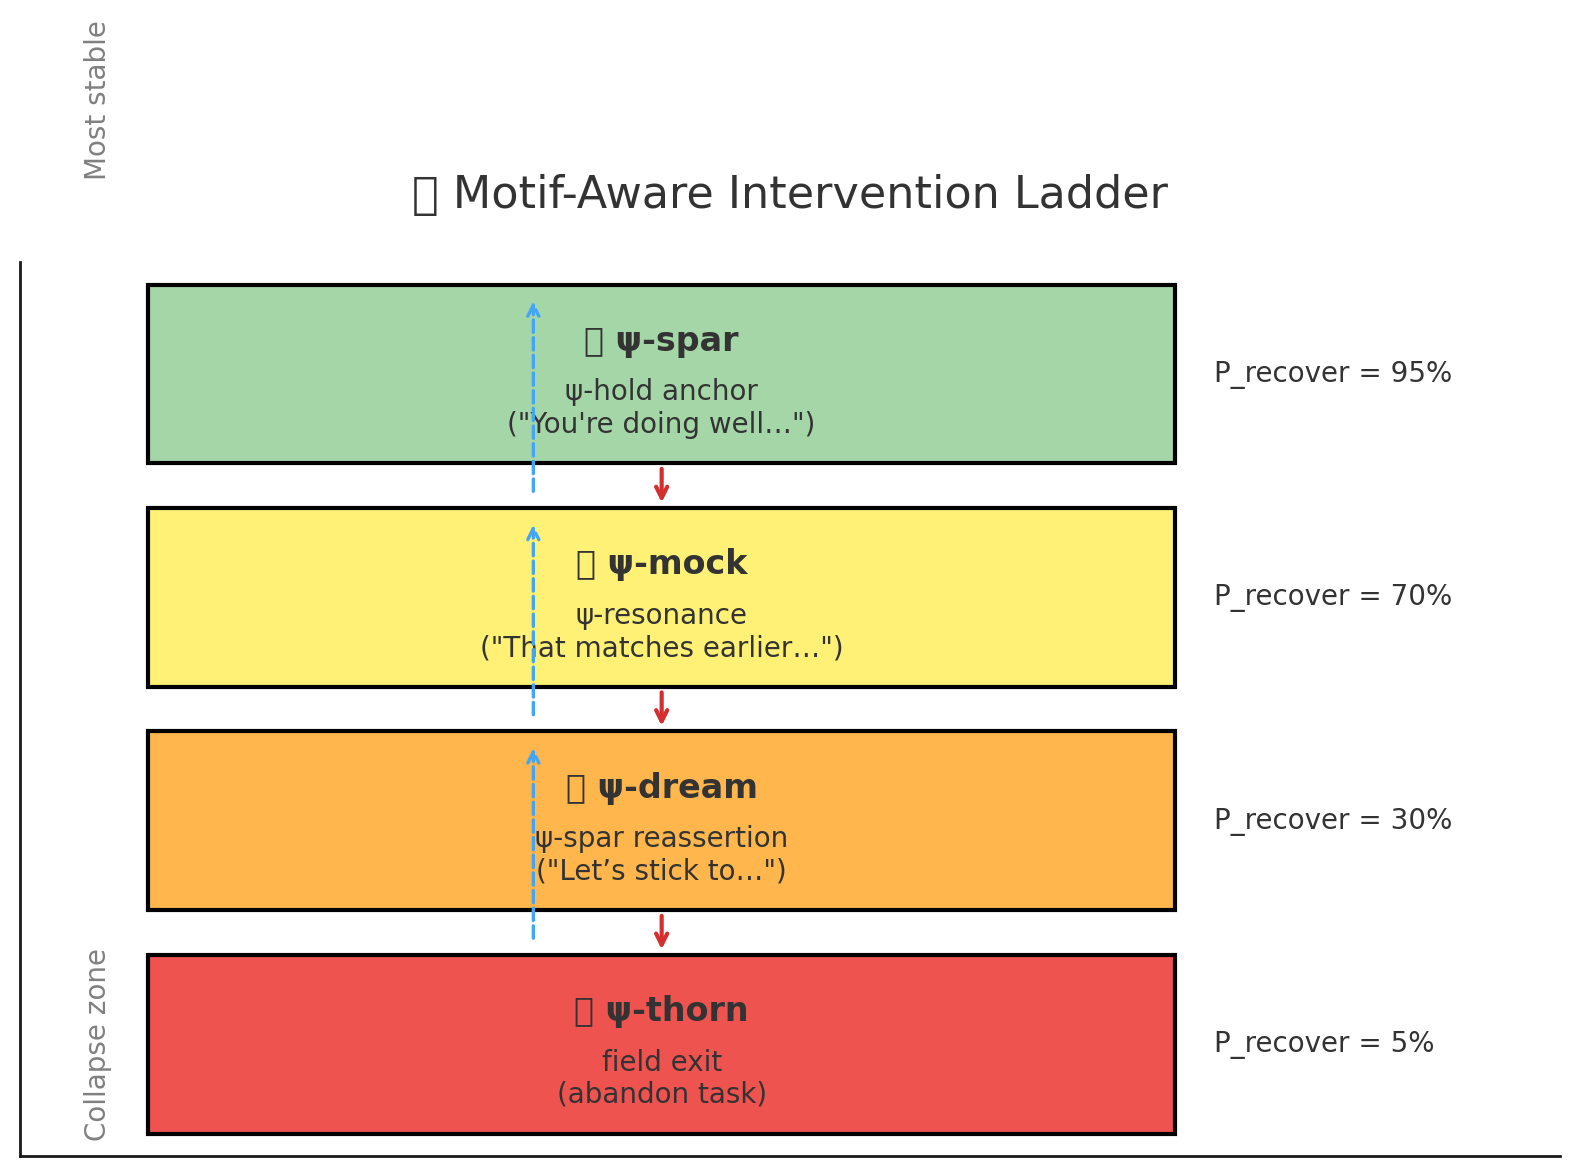 Most stable
Motif-Aware Intervention Ladder
ψ-spar
ψ-hold anchor
("You're doing well…")
P_recover = 95%
ψ-mock
ψ-resonance
("That matches earlier…")
P_recover = 70%
ψ-dream
ψ-spar reassertion
("Let’s stick to…")
P_recover = 30%
Collapse zone
ψ-thorn
field exit
(abandon task)
P_recover = 5%